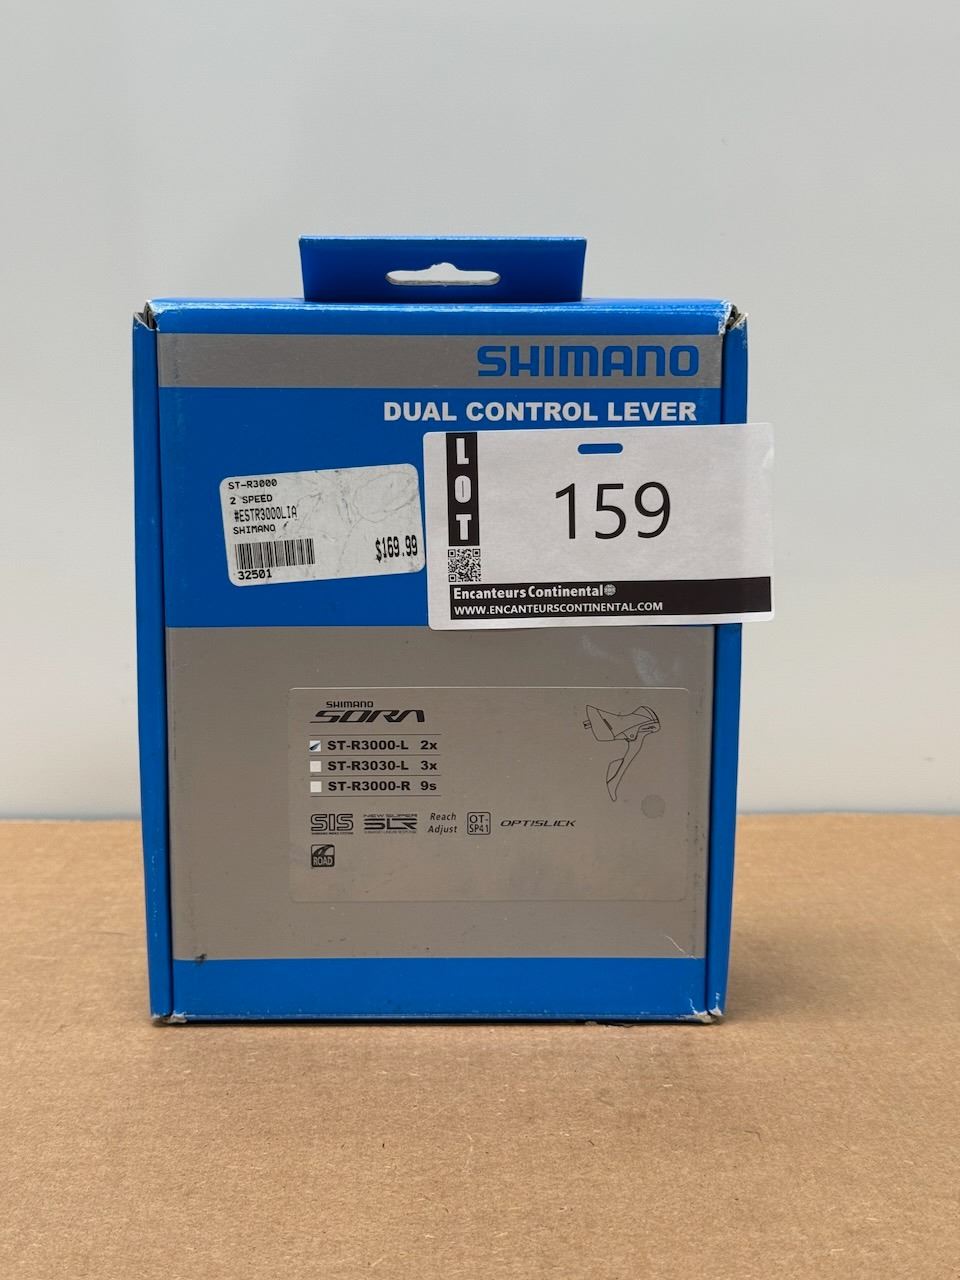 SHIMANO
DUAL CONTROL LEVER
ST-R3000
2 SPEED
#ESTR3000LIA
SHIMANO
$169.99
32501
LOT
159
Encanteurs Continental
WWW.ENCANTEURSCONTINENTAL.COM
SHIMANO
SORA
ST-R3000-L 2x
ST-R3030-L 3x
ST-R3000-R 9s
SIS
NEW SUPER
SLR
Reach
Adjust
OT-
SP41
OPTISLICK
ROAD